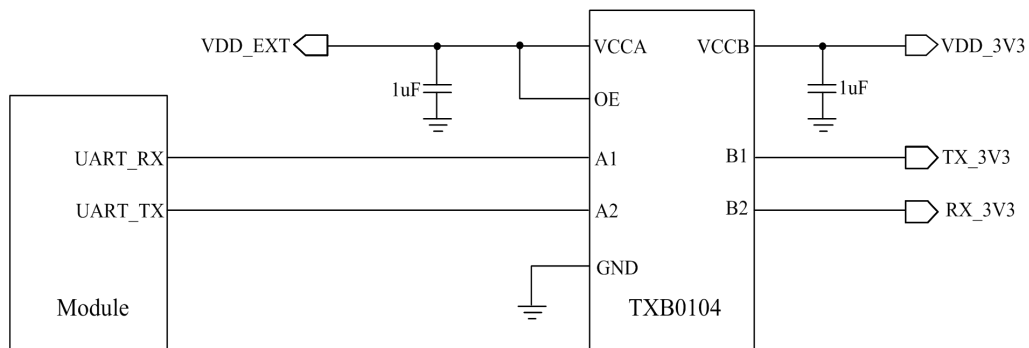 VDD_EXT VCCA VCCB VDD_3V3
1uF 1uF
OE
UART_RX A1 B1 TX_3V3
UART_TX A2 B2 RX_3V3
GND
Module TXB0104